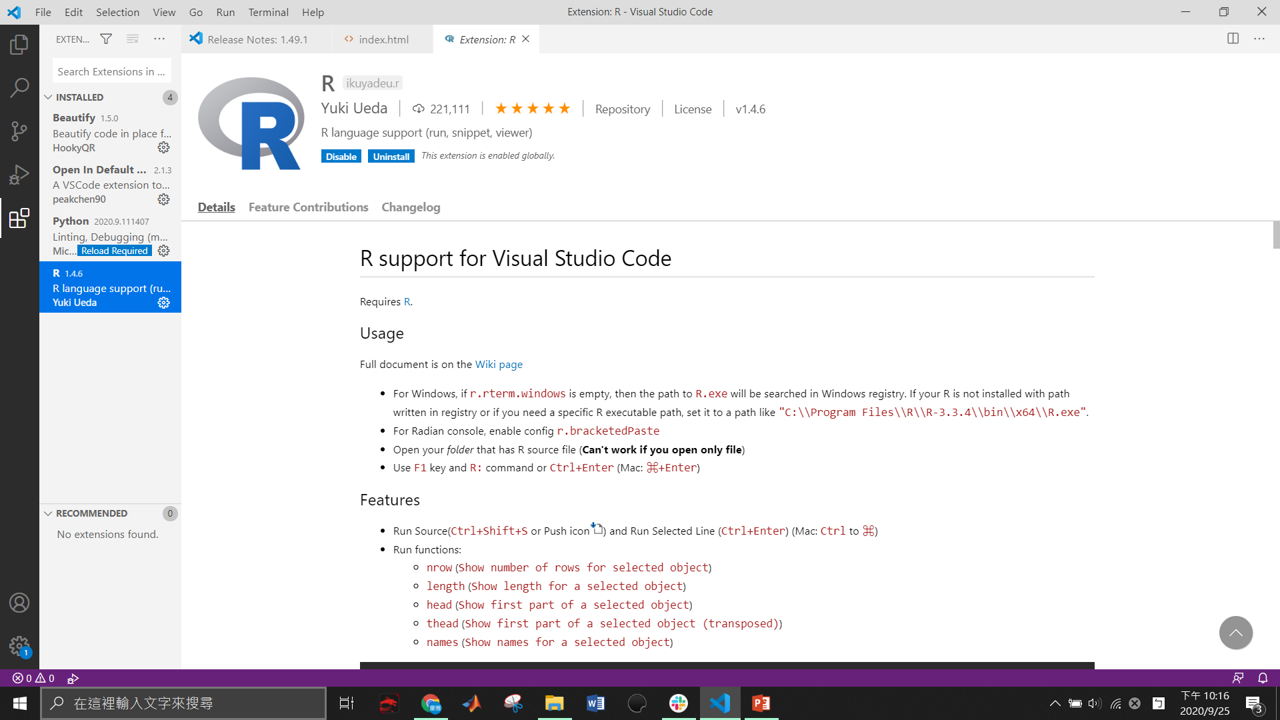 File Edit Selection View Go Run Terminal Help
Extension: R - Visual Studio Code
EXTEN...
Release Notes: 1.49.1
index.html
Extension: R
Search Extensions in ...
INSTALLED 4
Beautify 1.5.0
Beautify code in place f...
HookyQR
Open In Default ... 2.1.3
A VSCode extension to...
peakchen90
Python 2020.9.111407
Linting, Debugging (m...
Mic... Reload Required
R 1.4.6
R language support (ru...
Yuki Ueda
RECOMMENDED 0
No extensions found.
R ikuyadeu.r
Yuki Ueda 221,111 ★★★★★ Repository License v1.4.6
R language support (run, snippet, viewer)
Disable Uninstall This extension is enabled globally.
Details Feature Contributions Changelog
R support for Visual Studio Code
Requires R.
Usage
Full document is on the Wiki page
• For Windows, if r.rterm.windows is empty, then the path to R.exe will be searched in Windows registry. If your R is not installed with path
written in registry or if you need a specific R executable path, set it to a path like "C:\\Program Files\\R\\R-3.3.4\\bin\\x64\\R.exe".
• For Radian console, enable config r.bracketedPaste
• Open your folder that has R source file (Can't work if you open only file)
• Use F1 key and R: command or Ctrl+Enter (Mac: ⌘+Enter)
Features
• Run Source(Ctrl+Shift+S or Push icon) and Run Selected Line (Ctrl+Enter) (Mac: Ctrl to ⌘)
• Run functions:
nrow (Show number of rows for selected object)
length (Show length for a selected object)
head (Show first part of a selected object)
thead (Show first part of a selected object (transposed))
names (Show names for a selected object)
1
0 0
在這裡輸入文字來搜尋
下午 10:16
2020/9/25
3